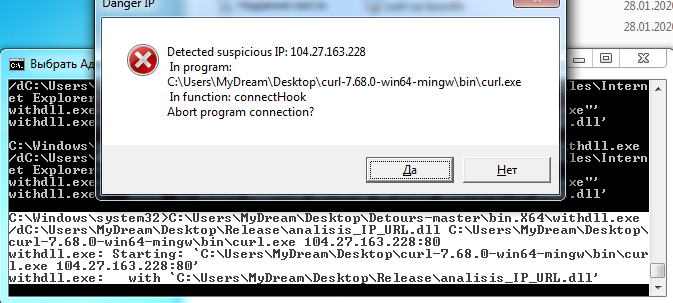 Danger IP
28.01.2020
28.01.202
Detected suspicious IP: 104.27.163.228
In program:
C:\Users\MyDream\Desktop\curl-7.68.0-win64-mingw\bin\curl.exe
In function: connectHook
Abort program connection?
Да
Нет
Выбрать Ад
/dC:\Users\
les\Intern
et Explorer
withdll.exe
xe"'
withdll.exe
.dll'
C:\Windows\
withdll.exe
/dC:\Users\
les\Intern
et Explorer
withdll.exe
xe"'
withdll.exe
.dll'
C:\Windows\system32>C:\Users\MyDream\Desktop\Detours-master\bin.X64\withdll.exe
/dC:\Users\MyDream\Desktop\Release\analisis_IP_URL.dll C:\Users\MyDream\Desktop\
curl-7.68.0-win64-mingw\bin\curl.exe 104.27.163.228:80
withdll.exe: Starting: `C:\Users\MyDream\Desktop\curl-7.68.0-win64-mingw\bin\cur
l.exe 104.27.163.228:80'
withdll.exe:   with `C:\Users\MyDream\Desktop\Release\analisis_IP_URL.dll'